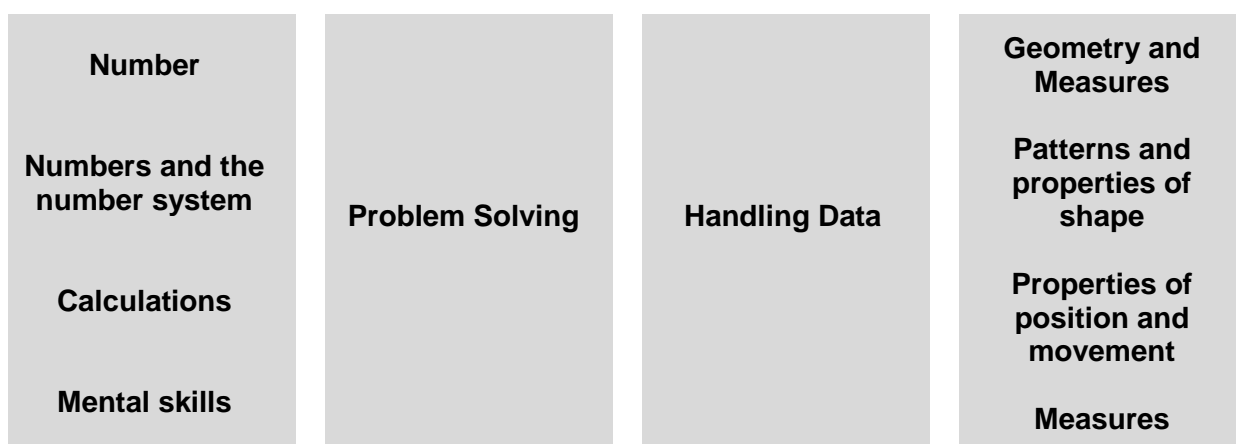 Number
Numbers and the
number system
Calculations
Mental skills
Problem Solving
Handling Data
Geometry and
Measures
Patterns and
properties of
shape
Properties of
position and
movement
Measures